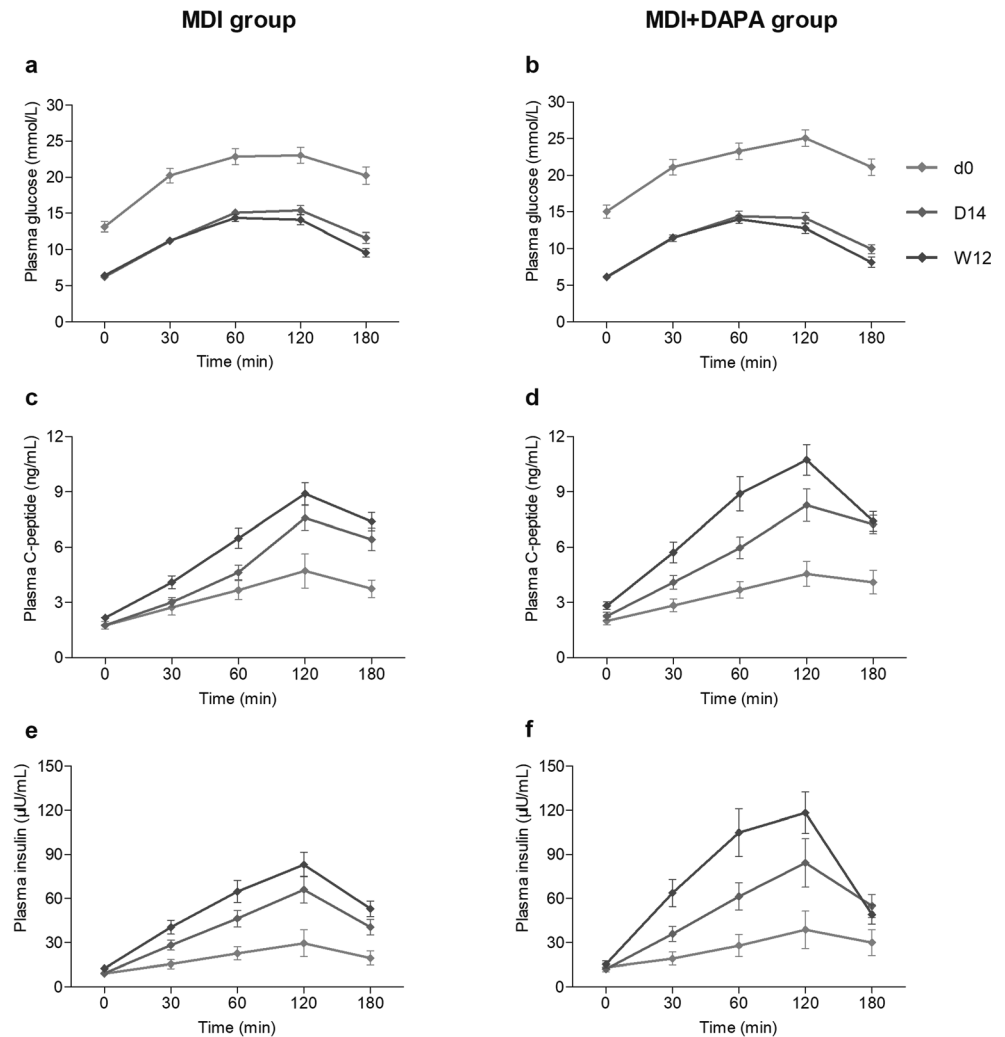 MDI group
MDI+DAPA group
a
Plasma glucose (mmol/L)
30
25
20
15
10
5
0
0 30 60 120 180
Time (min)
b
Plasma glucose (mmol/L)
30
25
20
15
10
5
0
0 30 60 120 180
Time (min)
d0
D14
W12
c
Plasma C-peptide (ng/mL)
12
9
6
3
0
0 30 60 120 180
Time (min)
d
Plasma C-peptide (ng/mL)
12
9
6
3
0
0 30 60 120 180
Time (min)
e
Plasma insulin (µIU/mL)
150
120
90
60
30
0
0 30 60 120 180
Time (min)
f
Plasma insulin (µIU/mL)
150
120
90
60
30
0
0 30 60 120 180
Time (min)